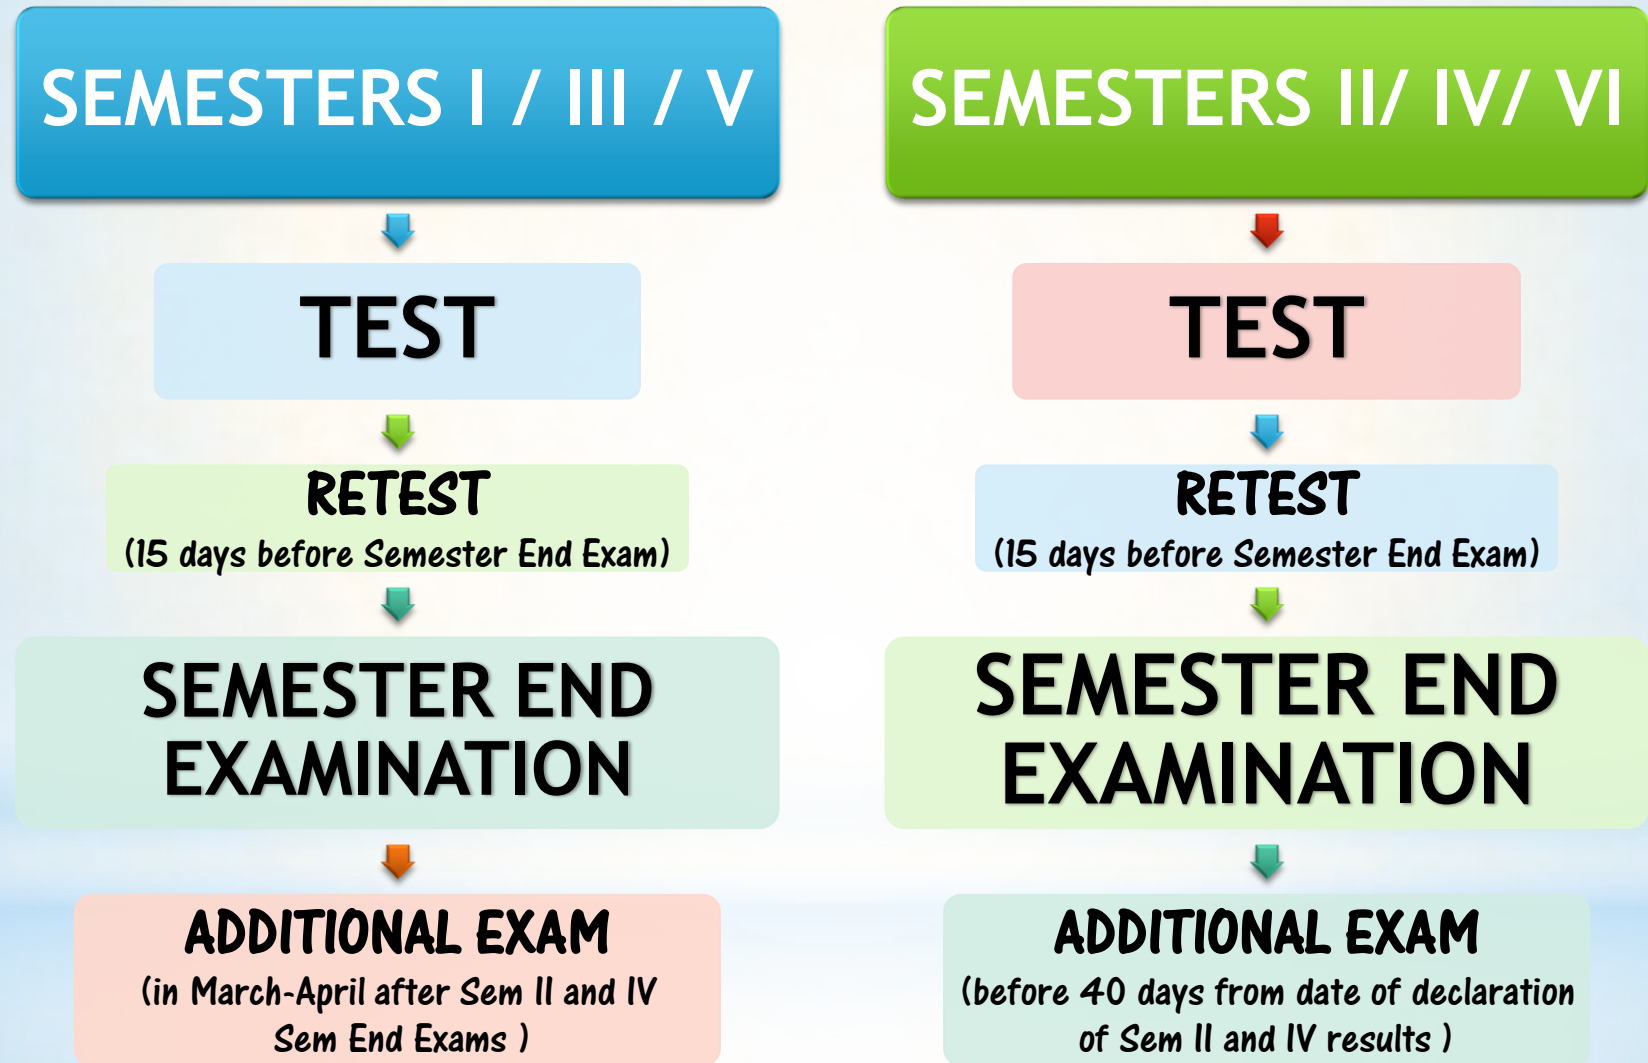 SEMESTERS I / III / V
TEST
RETEST
(15 days before Semester End Exam)
SEMESTER END
EXAMINATION
ADDITIONAL EXAM
(in March-April after Sem II and IV
Sem End Exams )
SEMESTERS II/ IV/ VI
TEST
RETEST
(15 days before Semester End Exam)
SEMESTER END
EXAMINATION
ADDITIONAL EXAM
(before 40 days from date of declaration
of Sem II and IV results )